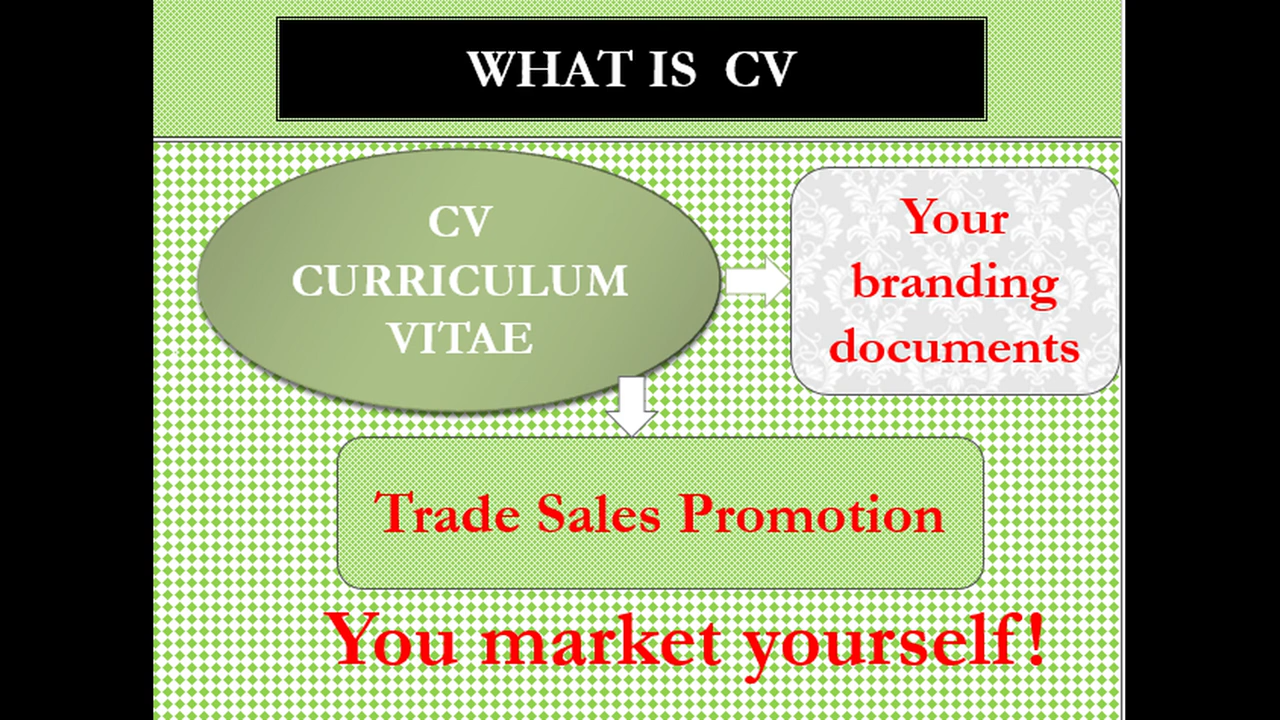 WHAT IS CV
CV
CURRICULUM
VITAE
Your
branding
documents
Trade Sales Promotion
You market yourself!